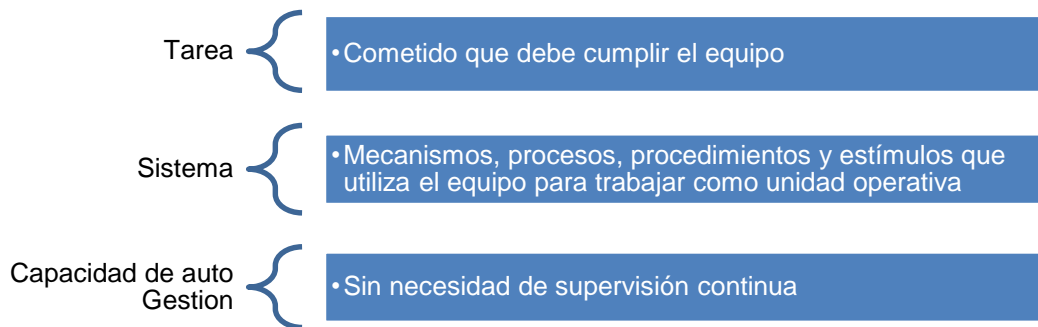 Tarea
•Cometido que debe cumplir el equipo
Sistema
•Mecanismos, procesos, procedimientos y estímulos que
utiliza el equipo para trabajar como unidad operativa
Capacidad de auto
Gestion
•Sin necesidad de supervisión continua